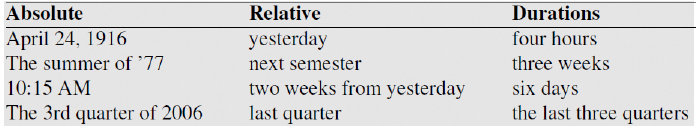 Absolute Relative Durations
April 24, 1916 yesterday four hours
The summer of ’77 next semester three weeks
10:15 AM two weeks from yesterday six days
The 3rd quarter of 2006 last quarter the last three quarters